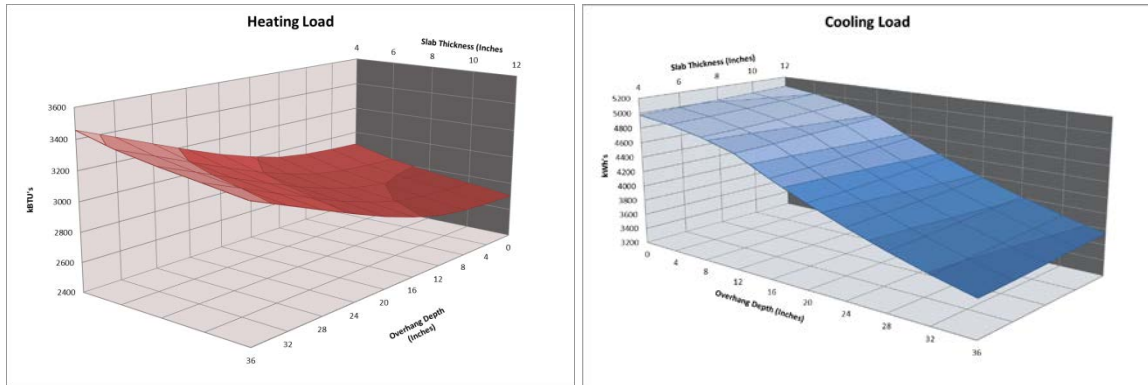 Heating Load
Slab Thickness (Inches
4 6 8 10 12
3600
3400
3200
3000
2800
2600
2400
kBTU's
0
4
8
12
16
20
24
28
32
36
Overhang Depth
(Inches)
Cooling Load
Slab Thickness (Inches)
4 6 8 10 12
5200
5000
4800
4600
4400
4200
4000
3800
3600
3400
3200
kWh's
0 4 8 12 16 20 24 28 32 36
Overhang Depth (Inches)